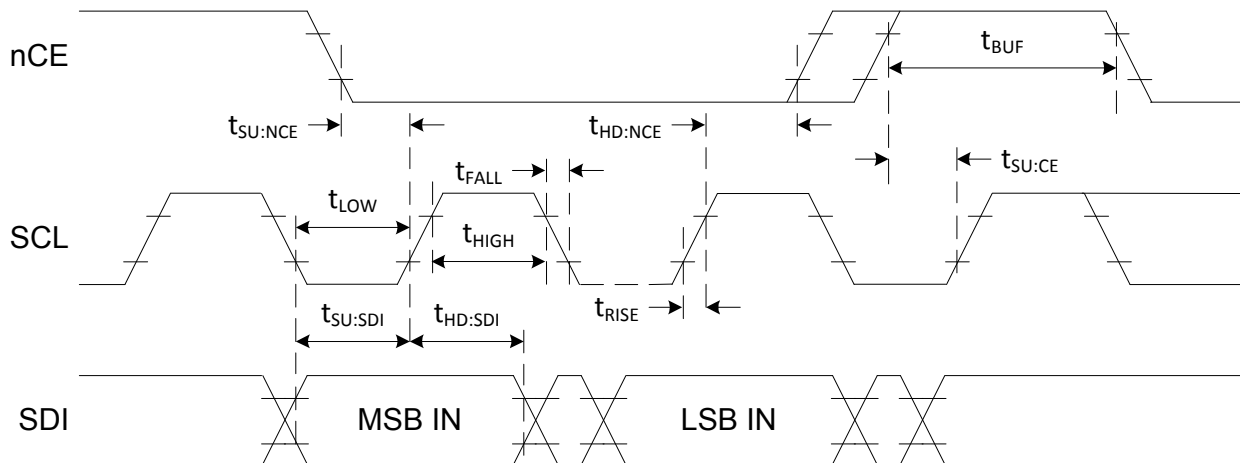 nCE
tBUF
tSU:NCE
tHD:NCE
tSU:CE
tFALL
tLOW
SCL
tHIGH
tRISE
tSU:SDI
tHD:SDI
SDI
MSB IN
LSB IN